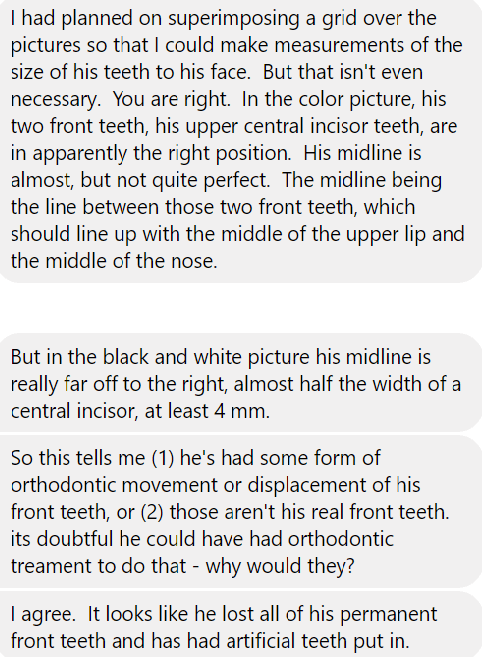 I had planned on superimposing a grid over the
pictures so that I could make measurements of the
size of his teeth to his face.  But that isn't even
necessary.  You are right.  In the color picture, his
two front teeth, his upper central incisor teeth, are
in apparently the right position.  His midline is
almost, but not quite perfect.  The midline being
the line between those two front teeth, which
should line up with the middle of the upper lip and
the middle of the nose.
But in the black and white picture his midline is
really far off to the right, almost half the width of a
central incisor, at least 4 mm.
So this tells me (1) he's had some form of
orthodontic movement or displacement of his
front teeth, or (2) those aren't his real front teeth.
its doubtful he could have had orthodontic
treament to do that - why would they?
I agree.  It looks like he lost all of his permanent
front teeth and has had artificial teeth put in.